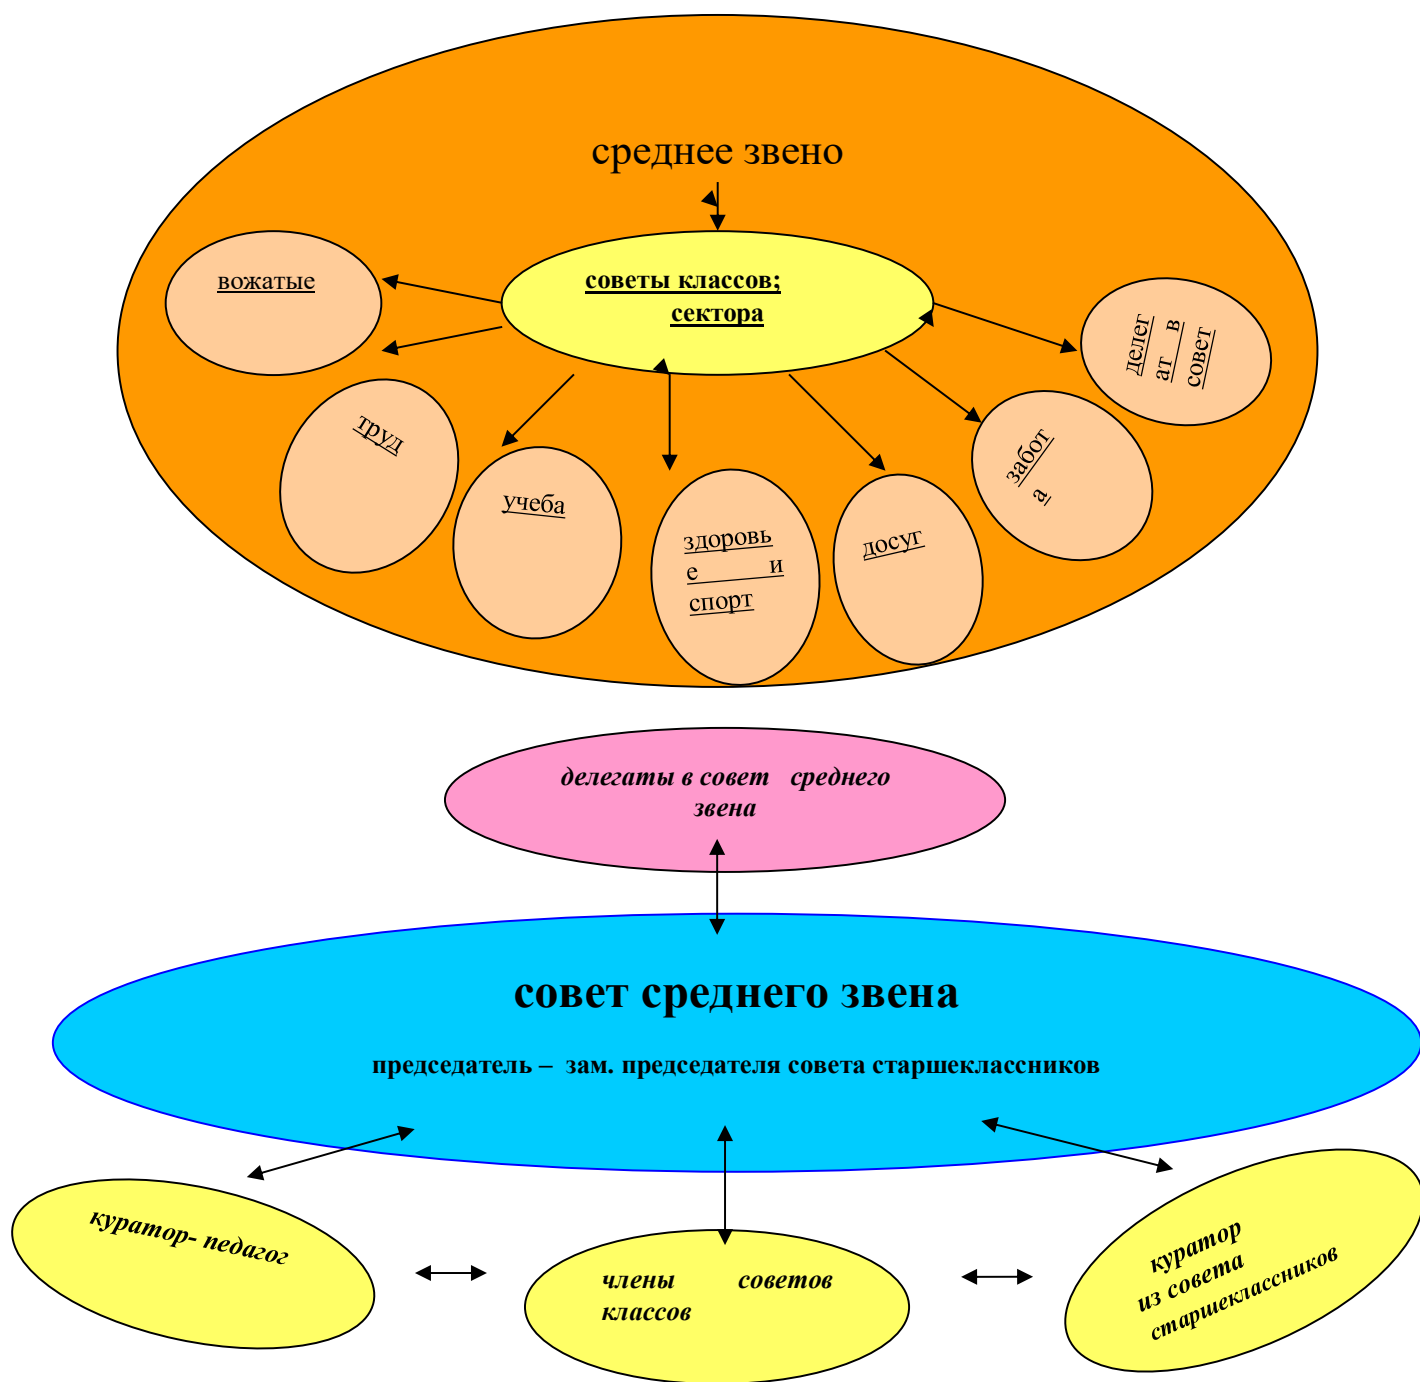 среднее звено
советы классов;
сектора
вожатые
труд
учеба
здоровь
е и
спорт
досуг
забот
а
делег
ат в
совет
делегаты в совет среднего
звена
совет среднего звена
председатель – зам. председателя совета старшеклассников
куратор- педагог
члены советов
классов
куратор
из совета
старшеклассников